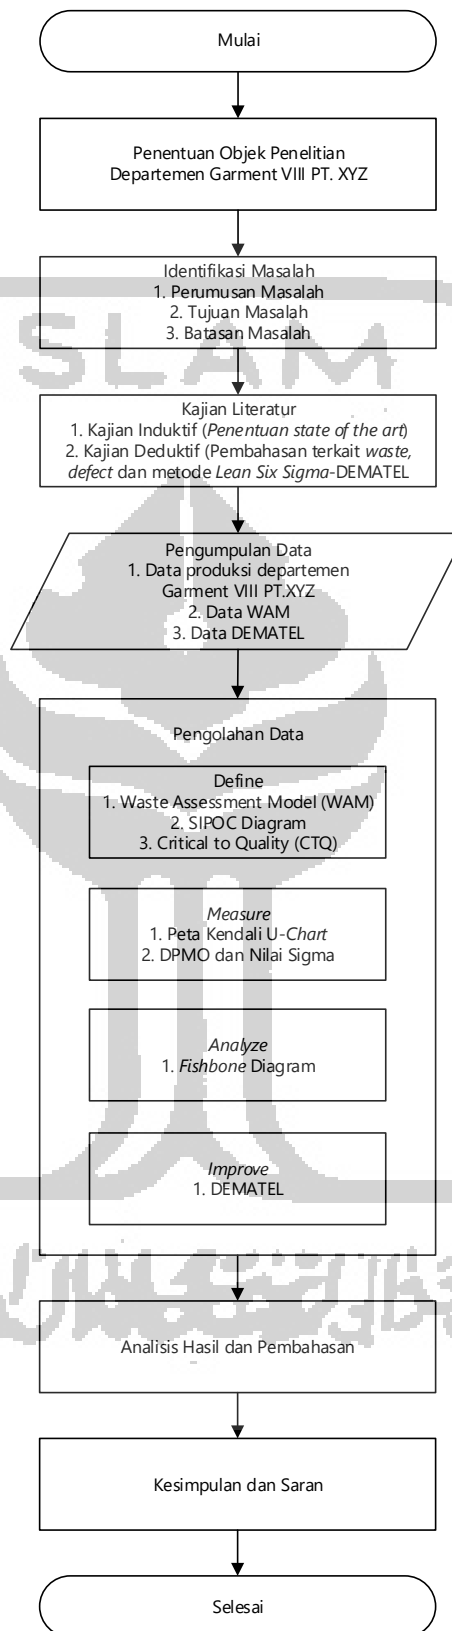 Mulai
Penentuan Objek Penelitian
Departemen Garment VIII PT. XYZ
Identifikasi Masalah
1. Perumusan Masalah
2. Tujuan Masalah
3. Batasan Masalah
SLAM
Kajian Literatur
1. Kajian Induktif (Penentuan state of the art)
2. Kajian Deduktif (Pembahasan terkait waste,
defect dan metode Lean Six Sigma-DEMATEL
Pengumpulan Data
1. Data produksi departemen
Garment VIII PT.XYZ
2. Data WAM
3. Data DEMATEL
Pengolahan Data
Define
1. Waste Assessment Model (WAM)
2. SIPOC Diagram
3. Critical to Quality (CTQ)
Measure
1. Peta Kendali U-Chart
2. DPMO dan Nilai Sigma
Analyze
1. Fishbone Diagram
Improve
1. DEMATEL
Analisis Hasil dan Pembahasan
Kesimpulan dan Saran
Selesai